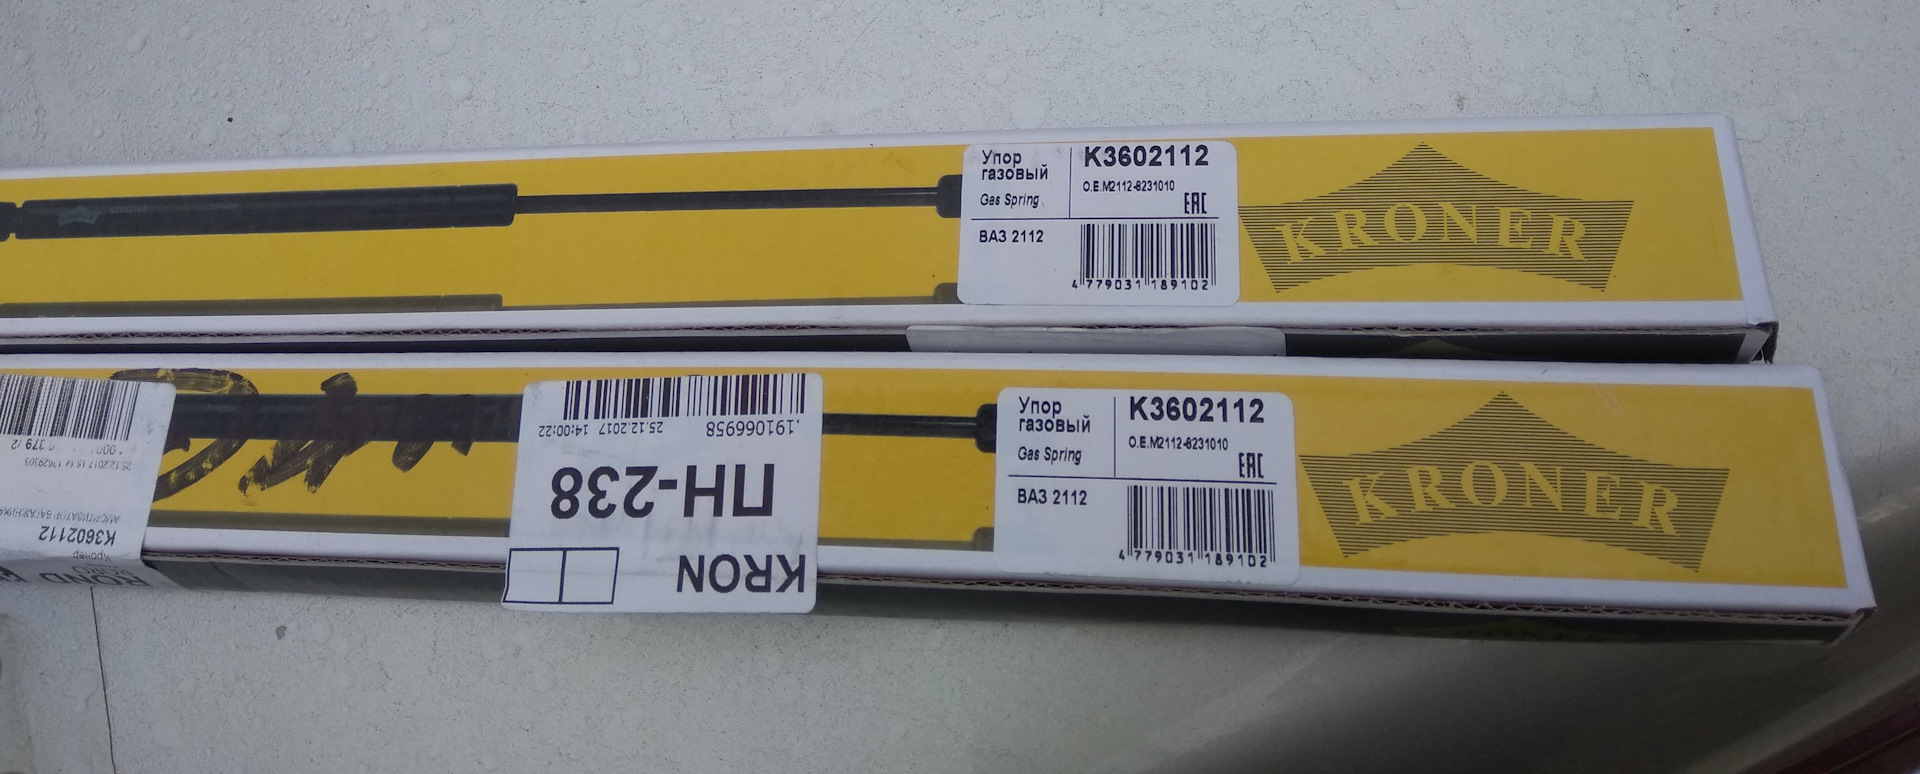 Упор
газовый
Gas Spring
K3602112
O.E.M2112-8231010
EAC
ВАЗ 2112
4 779031 189102
KRONER
Упор
газовый
Gas Spring
K3602112
O.E.M2112-8231010
EAC
ВАЗ 2112
4 779031 189102
KRONER
.191066958 25.12.2017 14:00:22
ПН-238
KRON
K3602112
Кронер